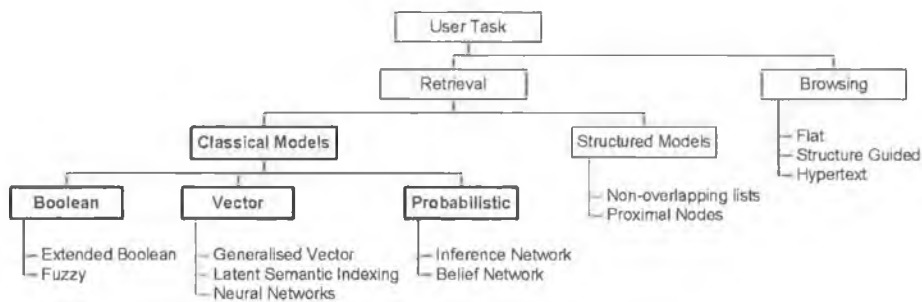 User Task
Retrieval
Browsing
Classical Models
Structured Models
Flat
Structure Guided
Hypertext
Boolean
Vector
Probabilistic
Non-overlapping lists
Proximal Nodes
Extended Boolean
Fuzzy
Generalised Vector
Latent Semantic Indexing
Neural Networks
Inference Network
Belief Network